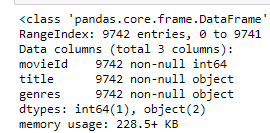 <class 'pandas.core.frame.DataFrame'
RangeIndex: 9742 entries, 0 to 9741
Data columns (total 3 columns):
movieId    9742 non-null int64
title      9742 non-null object
genres     9742 non-null object
dtypes: int64(1), object(2)
memory usage: 228.5+ KB